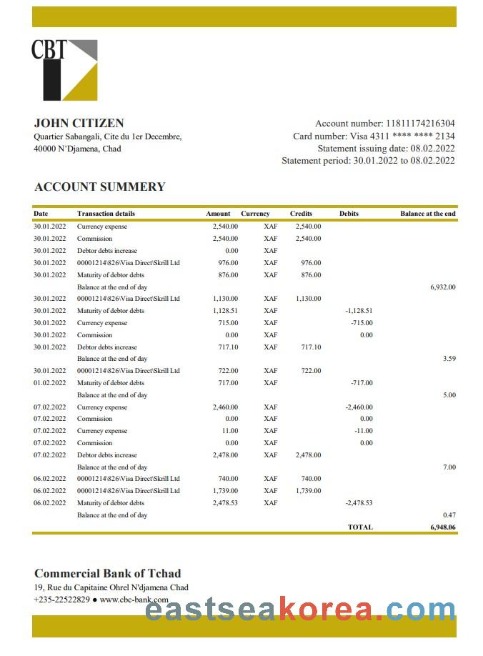 CBT
JOHN CITIZEN
Quartier Sabangali, Cite du 1er Decembre,
40000 N'Djamena, Chad
Account number: 11811174216304
Card number: Visa 4311 **** **** 2134
Statement issuing date: 08.02.2022
Statement period: 30.01.2022 to 08.02.2022
ACCOUNT SUMMERY
Date Transaction details Amount Currency Credits Debits Balance at the end
30.01.2022 Currency expense 2,540.00 XAF 2,540.00
30.01.2022 Commission 2,540.00 XAF 2,540.00
30.01.2022 Debtor debts increase 0.00 XAF
30.01.2022 00001214\826\Visa Direct\Skrill Ltd 976.00 XAF 976.00
30.01.2022 Maturity of debtor debts 876.00 XAF 876.00
Balance at the end of day 6,932.00
30.01.2022 00001214\826\Visa Direct\Skrill Ltd 1,130.00 XAF 1,130.00
30.01.2022 Maturity of debtor debts 1,128.51 XAF -1,128.51
30.01.2022 Currency expense 715.00 XAF -715.00
30.01.2022 Commission 0.00 XAF 0.00
30.01.2022 Debtor debts increase 717.10 XAF 717.10
Balance at the end of day 3.59
30.01.2022 00001214\826\Visa Direct\Skrill Ltd 722.00 XAF 722.00
01.02.2022 Maturity of debtor debts 717.00 XAF -717.00
Balance at the end of day 5.00
07.02.2022 Currency expense 2,460.00 XAF -2,460.00
07.02.2022 Commission 0.00 XAF 0.00
07.02.2022 Currency expense 11.00 XAF -11.00
07.02.2022 Commission 0.00 XAF 0.00
07.02.2022 Debtor debts increase 2,478.00 XAF 2,478.00
Balance at the end of day 7.00
06.02.2022 00001214\826\Visa Direct\Skrill Ltd 740.00 XAF 740.00
06.02.2022 00001214\826\Visa Direct\Skrill Ltd 1,739.00 XAF 1,739.00
06.02.2022 Maturity of debtor debts 2,478.53 XAF -2,478.53
Balance at the end of day 0.47
TOTAL 6,948.06
Commercial Bank of Tchad
19, Rue du Capitaine Ohrel N'djamena Chad
+235-22522829 ● www.cbc-bank.com
eastseakorea.com